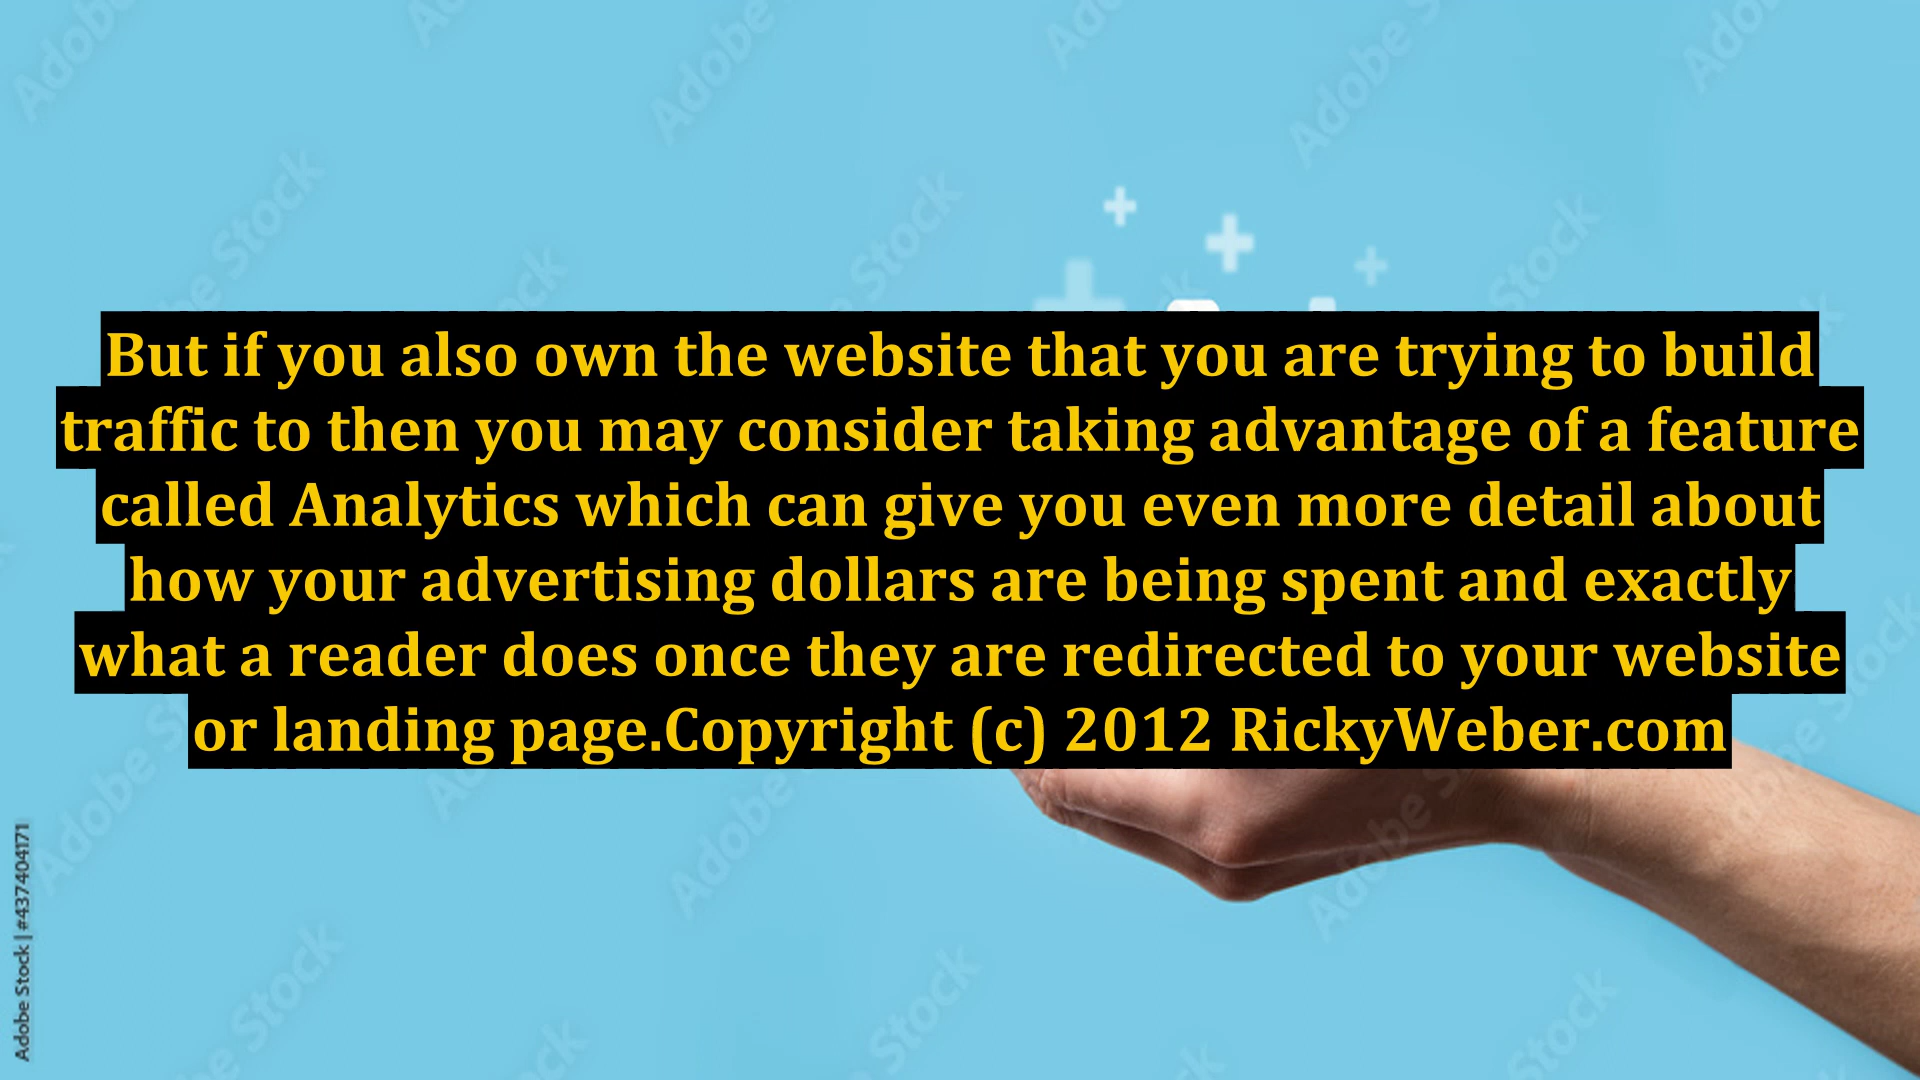 But if you also own the website that you are trying to build
traffic to then you may consider taking advantage of a feature
called Analytics which can give you even more detail about
how your advertising dollars are being spent and exactly
what a reader does once they are redirected to your website
or landing page.Copyright (c) 2012 RickyWeber.com
Adobe Stock | #437404171
Adobe Stock